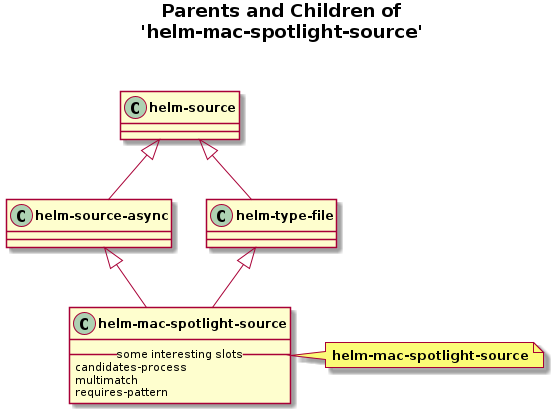 Parents and Children of
'helm-mac-spotlight-source'
C helm-source
C helm-source-async
C helm-type-file
C helm-mac-spotlight-source
some interesting slots
candidates-process
multimatch
requires-pattern
helm-mac-spotlight-source